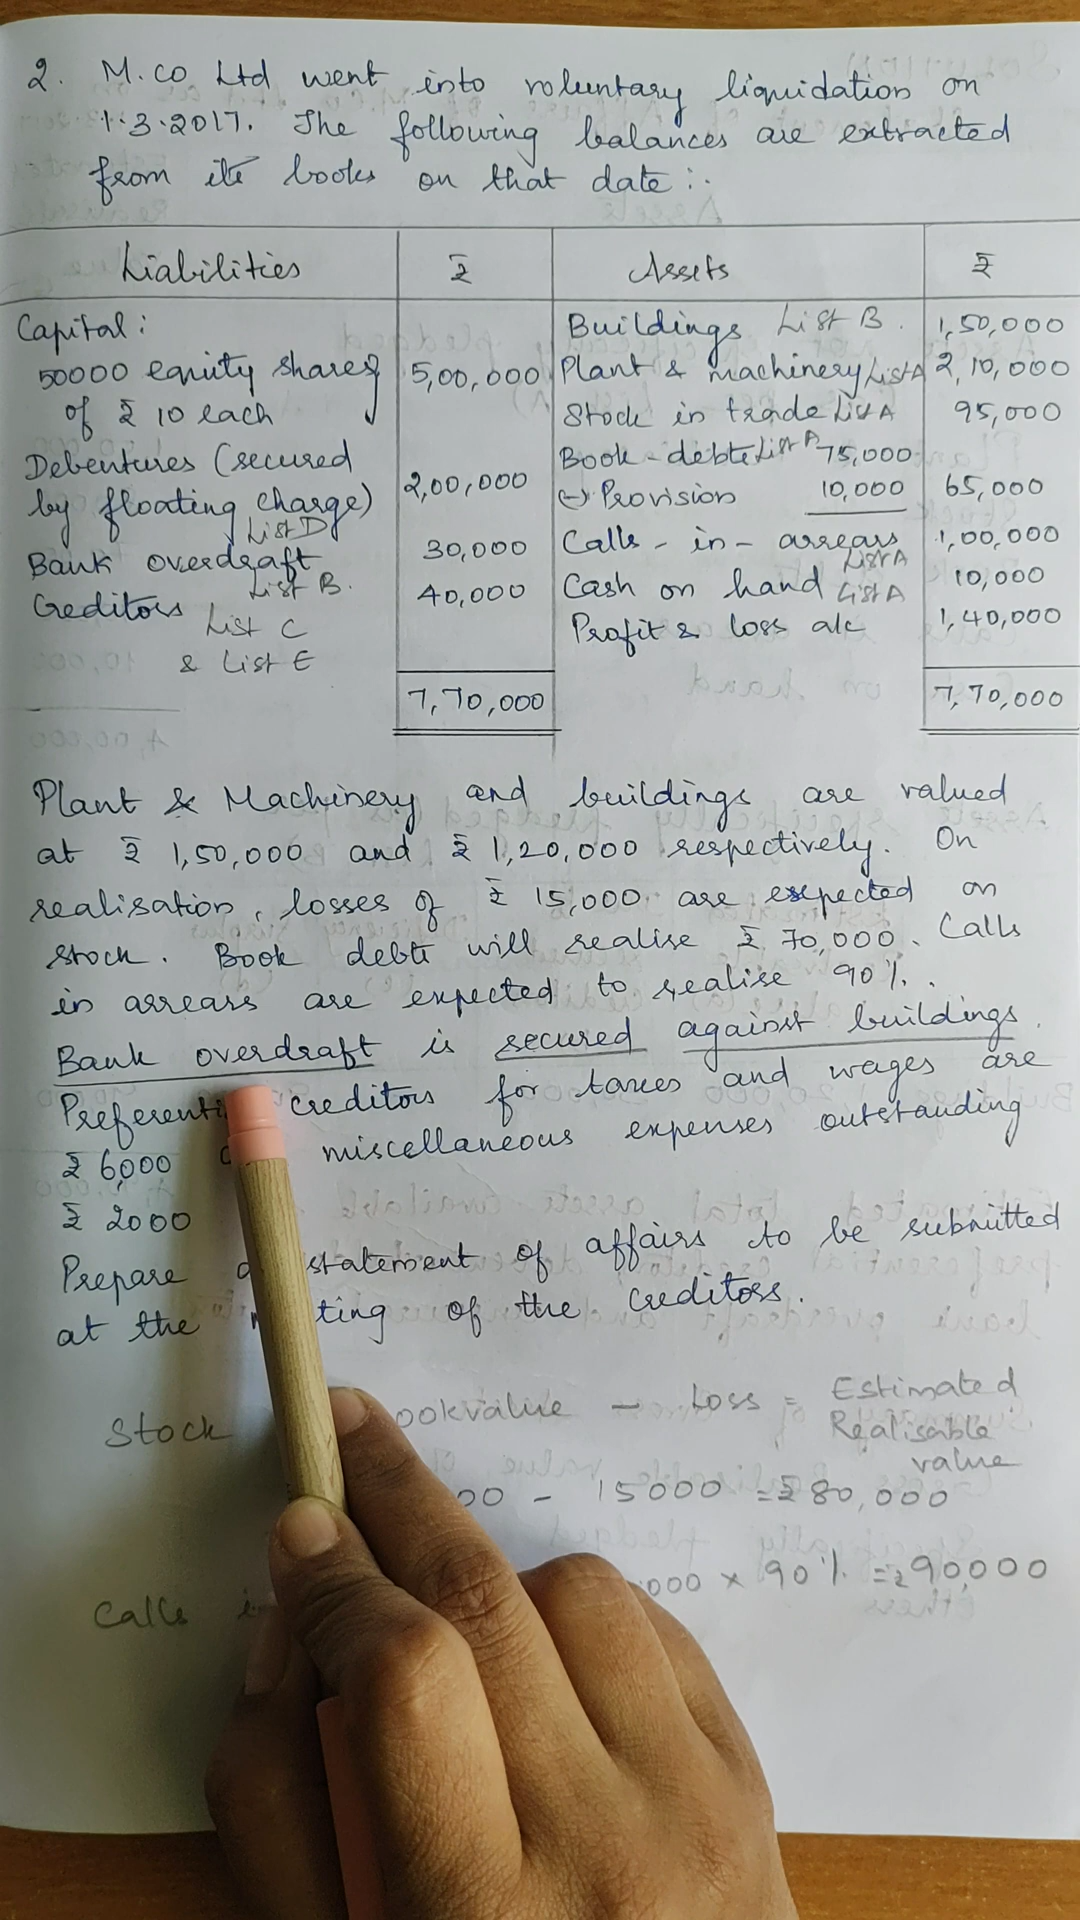 2. M.Co Ltd went into voluntary liquidation on
1.3.2017. The following balances are extracted
from its books on that date :-
Liabilities ₹ Assets ₹
Capital :
50000 equity shares
of ₹ 10 each 5,00,000
Debentures (secured
by floating charge) 2,00,000
List D
Bank overdraft 30,000
List B.
Creditors 40,000
List C
& List E
7,70,000
Buildings List B. 1,50,000
Plant & machinery List A 2,10,000
Stock in trade List A 95,000
Book-debts List A 75,000
(-) Provision 10,000 65,000
Calls-in-arrears 1,00,000
List A
Cash on hand List A 10,000
Profit & loss a/c 1,40,000
7,70,000
Plant & Machinery and buildings are valued
at ₹ 1,50,000 and ₹ 1,20,000 respectively. On
realisation, losses of ₹ 15,000 are expected on
stock. Book debts will realise ₹ 70,000. Calls
in arrears are expected to realise 90%.
Bank overdraft is secured against buildings.
creditors for taxes and wages are
₹ 6,000 miscellaneous expenses outstanding
₹ 2000
Prepare statement of affairs to be submitted
at the of the creditors.
Stock - Loss = Estimated
Realisable
value
- 15000 = ₹ 80,000
Calls × 90% = ₹ 90,000